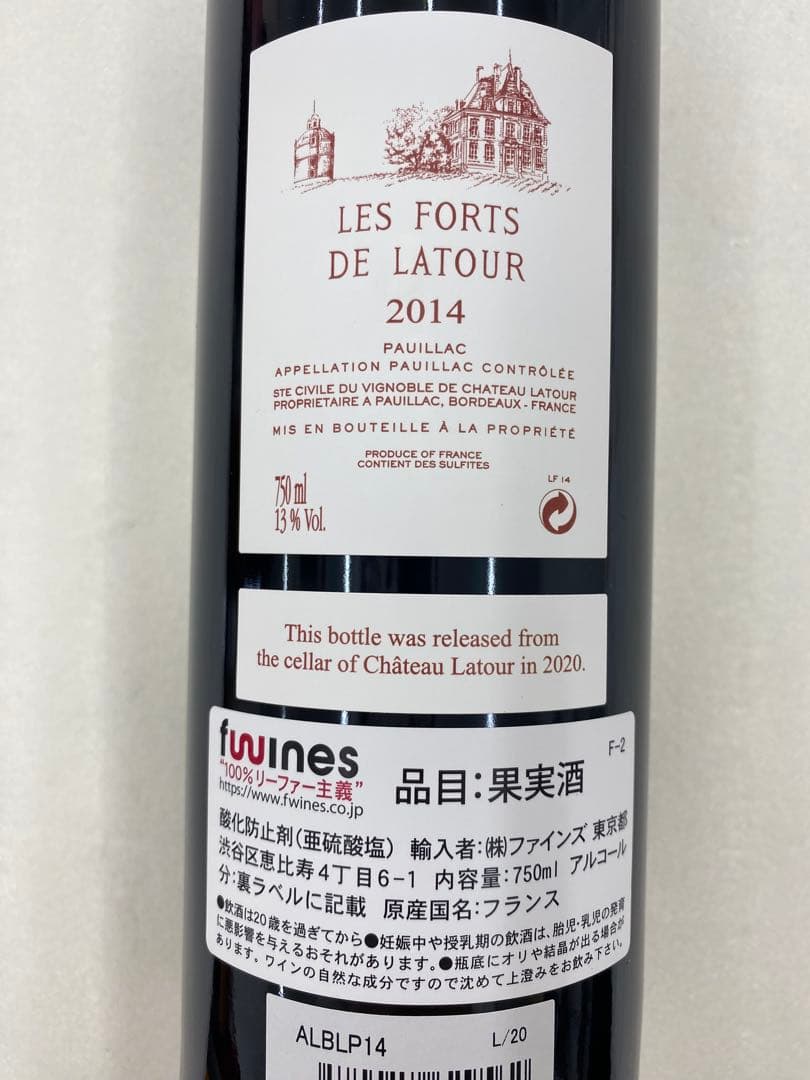 LES FORTS
DE LATOUR
2014
PAUILLAC
APPELLATION PAUILLAC CONTRÔLÉE
STE CIVILE DU VIGNOBLE DE CHATEAU LATOUR
PROPRIETAIRE A PAUILLAC, BORDEAUX - FRANCE
MIS EN BOUTEILLE À LA PROPRIÉTÉ
PRODUCE OF FRANCE
CONTIENT DES SULFITES
LF 14
750 ml
13 % Vol.
This bottle was released from
the cellar of Château Latour in 2020.
fwines
"100%リーファー主義"
https://www.fwines.co.jp
品目:果実酒
F-2
酸化防止剤(亜硫酸塩) 輸入者:㈱ファインズ 東京都
渋谷区恵比寿4丁目6-1 内容量:750ml アルコール
分:裏ラベルに記載 原産国名:フランス
●飲酒は20歳を過ぎてから●妊娠中や授乳期の飲酒は、胎児・乳児の発育
に悪影響を与えるおそれがあります。●瓶底にオリや結晶が出る場合が
あります。ワインの自然な成分ですので沈めて上澄みをお飲み下さい。
ALBLP14
L/20